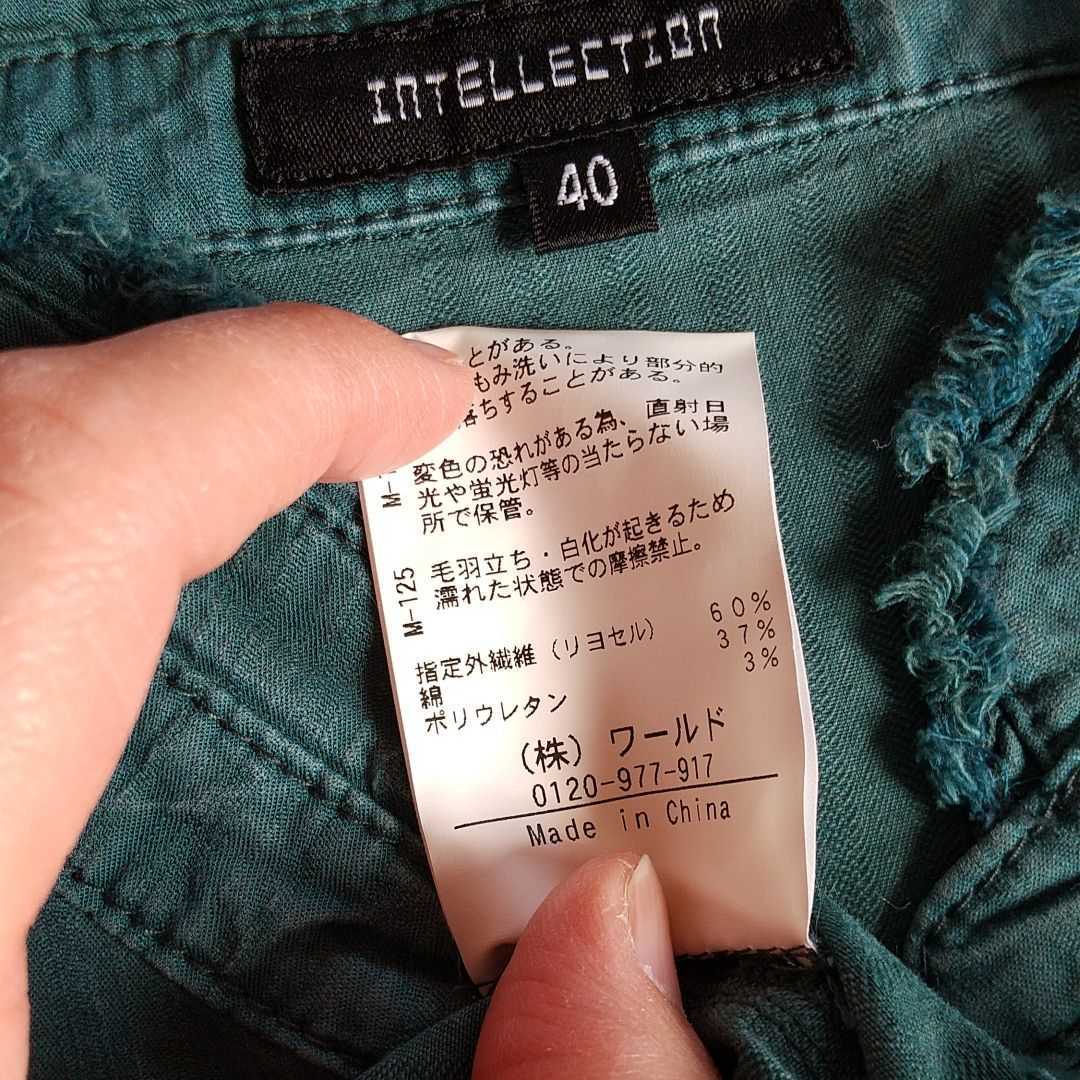 INTELLECTION
40
とがある。
もみ洗いにより部分的
落ちすることがある。
M-
変色の恐れがある為、直射日
光や蛍光灯等の当たらない場
所で保管。
M-125
毛羽立ち・白化が起きるため
濡れた状態での摩擦禁止。
指定外繊維(リヨセル) 60%
綿 37%
ポリウレタン 3%
(株) ワールド
0120-977-917
Made in China